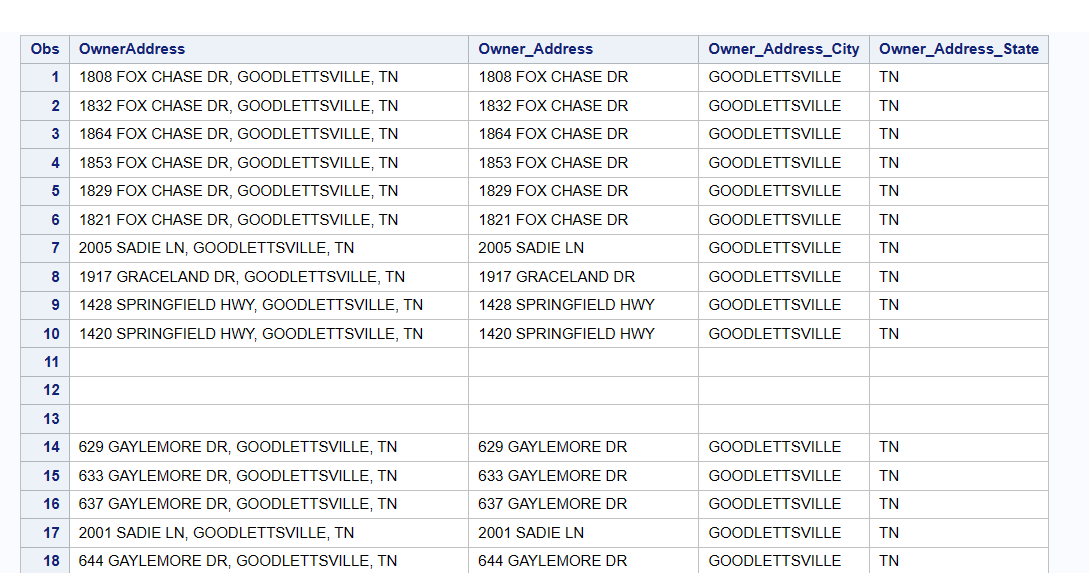 Obs OwnerAddress Owner_Address Owner_Address_City Owner_Address_State
1 1808 FOX CHASE DR, GOODLETTSVILLE, TN 1808 FOX CHASE DR GOODLETTSVILLE TN
2 1832 FOX CHASE DR, GOODLETTSVILLE, TN 1832 FOX CHASE DR GOODLETTSVILLE TN
3 1864 FOX CHASE DR, GOODLETTSVILLE, TN 1864 FOX CHASE DR GOODLETTSVILLE TN
4 1853 FOX CHASE DR, GOODLETTSVILLE, TN 1853 FOX CHASE DR GOODLETTSVILLE TN
5 1829 FOX CHASE DR, GOODLETTSVILLE, TN 1829 FOX CHASE DR GOODLETTSVILLE TN
6 1821 FOX CHASE DR, GOODLETTSVILLE, TN 1821 FOX CHASE DR GOODLETTSVILLE TN
7 2005 SADIE LN, GOODLETTSVILLE, TN 2005 SADIE LN GOODLETTSVILLE TN
8 1917 GRACELAND DR, GOODLETTSVILLE, TN 1917 GRACELAND DR GOODLETTSVILLE TN
9 1428 SPRINGFIELD HWY, GOODLETTSVILLE, TN 1428 SPRINGFIELD HWY GOODLETTSVILLE TN
10 1420 SPRINGFIELD HWY, GOODLETTSVILLE, TN 1420 SPRINGFIELD HWY GOODLETTSVILLE TN
11
12
13
14 629 GAYLEMORE DR, GOODLETTSVILLE, TN 629 GAYLEMORE DR GOODLETTSVILLE TN
15 633 GAYLEMORE DR, GOODLETTSVILLE, TN 633 GAYLEMORE DR GOODLETTSVILLE TN
16 637 GAYLEMORE DR, GOODLETTSVILLE, TN 637 GAYLEMORE DR GOODLETTSVILLE TN
17 2001 SADIE LN, GOODLETTSVILLE, TN 2001 SADIE LN GOODLETTSVILLE TN
18 644 GAYLEMORE DR, GOODLETTSVILLE, TN 644 GAYLEMORE DR GOODLETTSVILLE TN